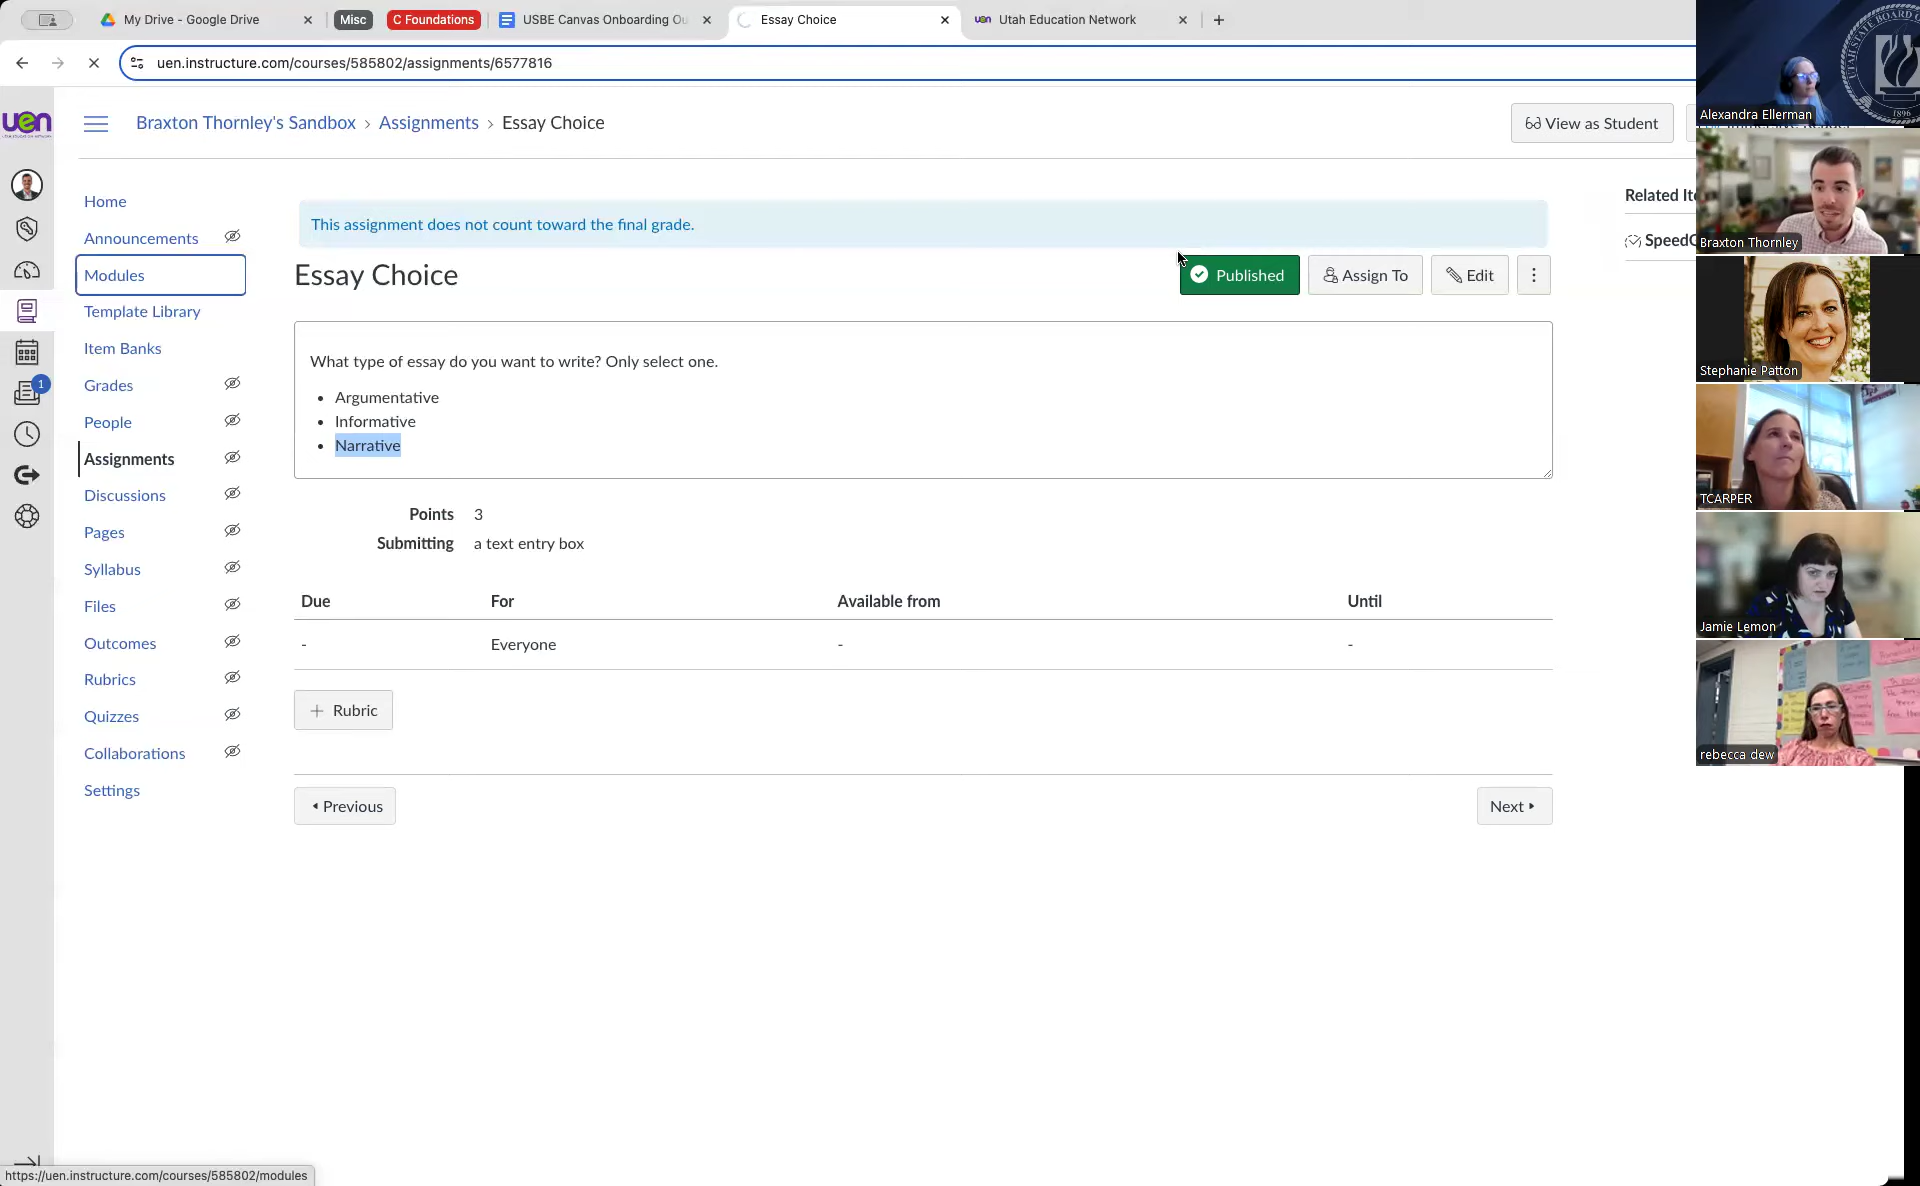 My Drive - Google Drive
Misc
C Foundations
USBE Canvas Onboarding Ou
Essay Choice
uen Utah Education Network
uen.instructure.com/courses/585802/assignments/6577816
uen
Braxton Thornley's Sandbox › Assignments › Essay Choice
View as Student
Home
Announcements
Modules
Template Library
Item Banks
Grades
People
Assignments
Discussions
Pages
Syllabus
Files
Outcomes
Rubrics
Quizzes
Collaborations
Settings
1
This assignment does not count toward the final grade.
Essay Choice
Published
Assign To
Edit
What type of essay do you want to write? Only select one.
• Argumentative
• Informative
• Narrative
Points 3
Submitting a text entry box
Due For Available from Until
- Everyone - -
+ Rubric
Previous
Next
Related Ite
SpeedG
Alexandra Ellerman
Braxton Thornley
Stephanie Patton
TCARPER
Jamie Lemon
rebecca dew
1896
https://uen.instructure.com/courses/585802/modules